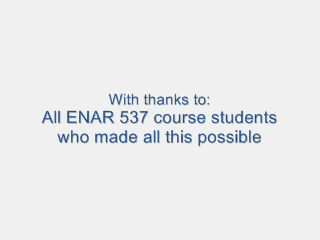 With thanks to:
All ENAR 537 course students
who made all this possible